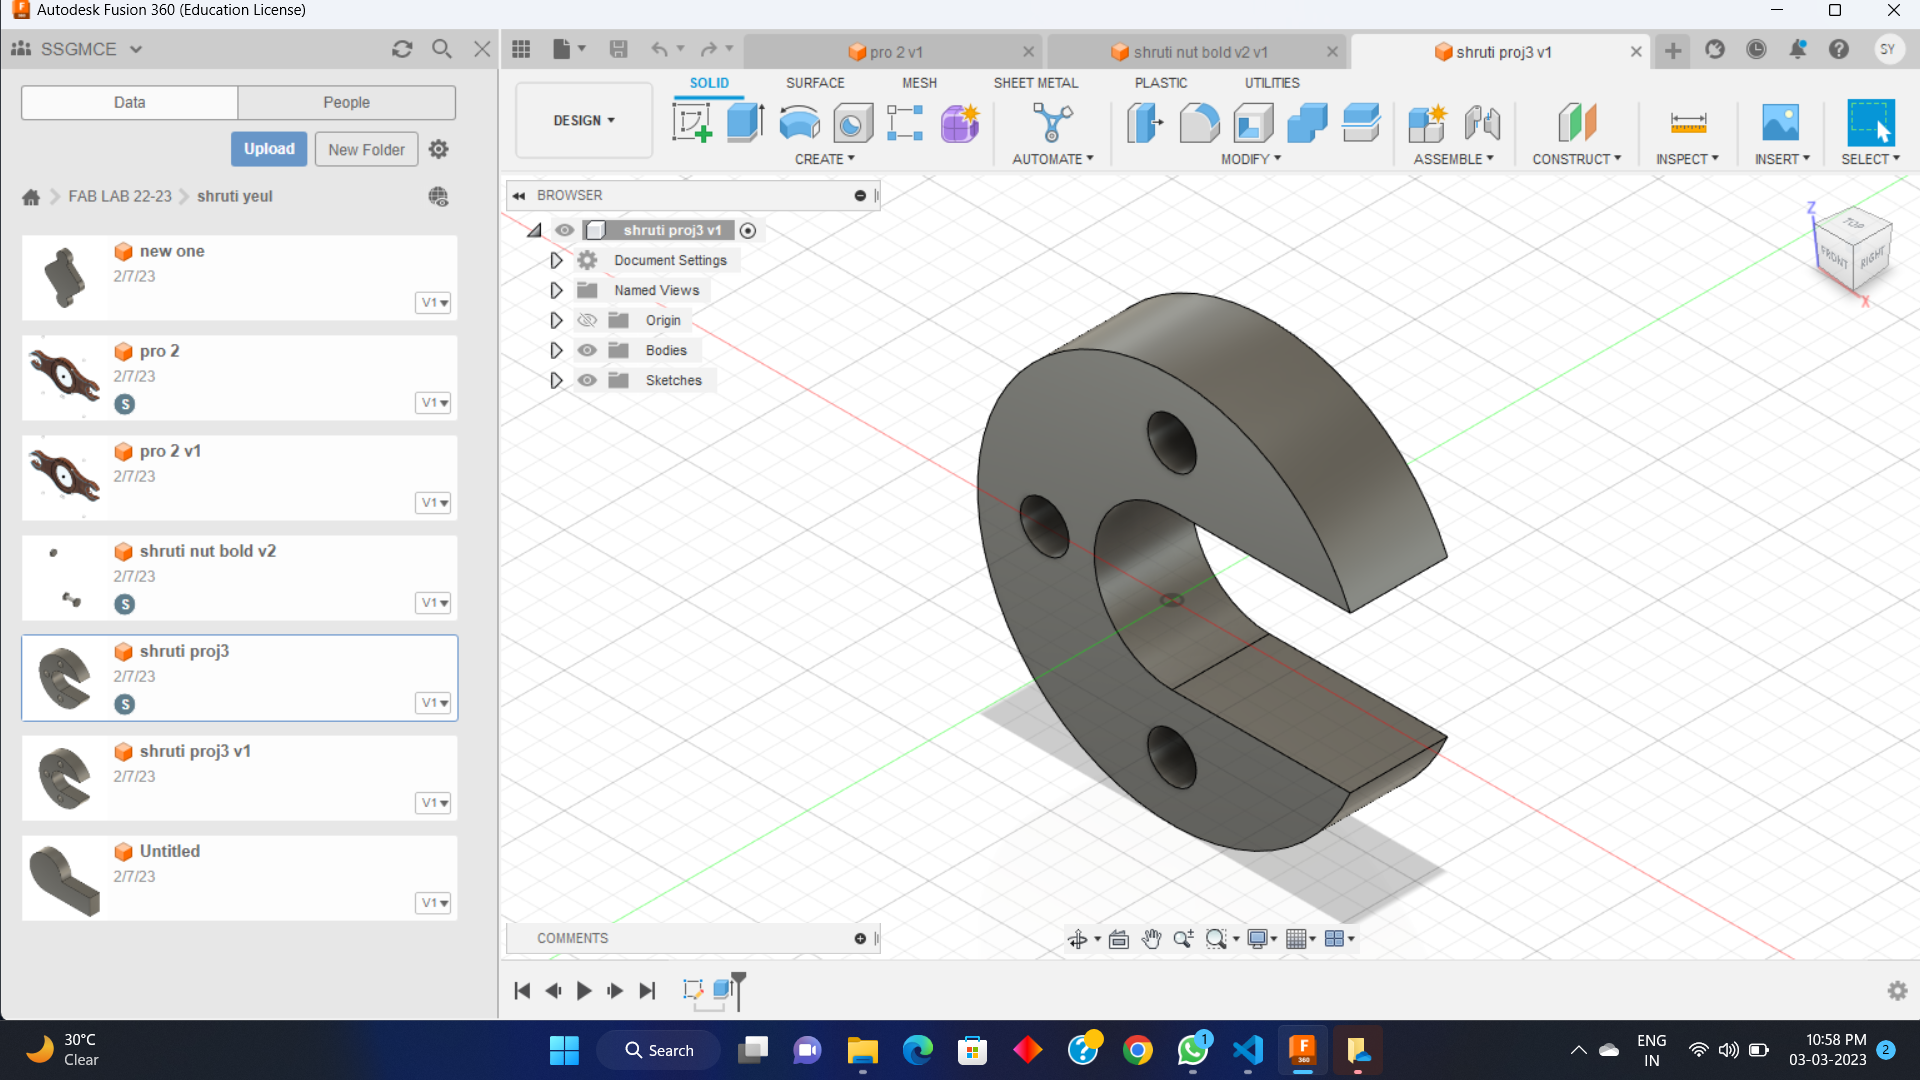 Autodesk Fusion 360 (Education License)
SSGMCE
pro 2 v1
shruti nut bold v2 v1
shruti proj3 v1
SY
Data
People
Upload
New Folder
FAB LAB 22-23
shruti yeul
new one
2/7/23
V1
pro 2
2/7/23
S
V1
pro 2 v1
2/7/23
V1
shruti nut bold v2
2/7/23
S
V1
shruti proj3
2/7/23
S
V1
shruti proj3 v1
2/7/23
V1
Untitled
2/7/23
V1
DESIGN
SOLID
SURFACE
MESH
SHEET METAL
PLASTIC
UTILITIES
CREATE
AUTOMATE
MODIFY
ASSEMBLE
CONSTRUCT
INSPECT
INSERT
SELECT
BROWSER
shruti proj3 v1
Document Settings
Named Views
Origin
Bodies
Sketches
Z
TOP
FRONT
RIGHT
X
COMMENTS
30°C
Clear
Search
1
F
360
ENG
IN
10:58 PM
03-03-2023
2